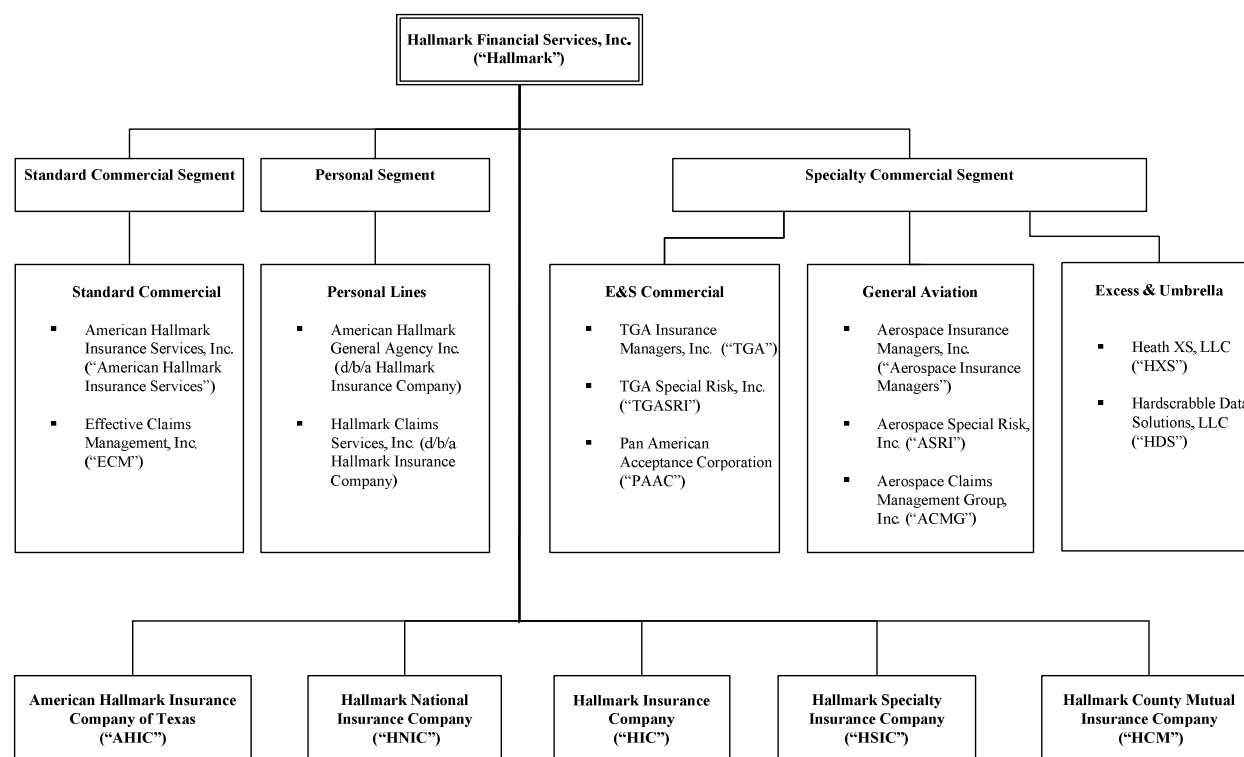 Hallmark Financial Services, Inc.
(“Hallmark”)
Standard Commercial Segment
Personal Segment
Specialty Commercial Segment
Standard Commercial
▪ American Hallmark
Insurance Services, Inc.
(“American Hallmark
Insurance Services”)
▪ Effective Claims
Management, Inc.
(“ECM”)
Personal Lines
▪ American Hallmark
General Agency Inc.
(d/b/a Hallmark
Insurance Company)
▪ Hallmark Claims
Services, Inc. (d/b/a
Hallmark Insurance
Company)
E&S Commercial
▪ TGA Insurance
Managers, Inc. (“TGA”)
▪ TGA Special Risk, Inc.
(“TGASRI”)
▪ Pan American
Acceptance Corporation
(“PAAC”)
General Aviation
▪ Aerospace Insurance
Managers, Inc.
(“Aerospace Insurance
Managers”)
▪ Aerospace Special Risk,
Inc. (“ASRI”)
▪ Aerospace Claims
Management Group,
Inc. (“ACMG”)
Excess & Umbrella
▪ Heath XS, LLC
(“HXS”)
▪ Hardscrabble Data
Solutions, LLC
(“HDS”)
American Hallmark Insurance
Company of Texas
(“AHIC”)
Hallmark National
Insurance Company
(“HNIC”)
Hallmark Insurance
Company
(“HIC”)
Hallmark Specialty
Insurance Company
(“HSIC”)
Hallmark County Mutual
Insurance Company
(“HCM”)